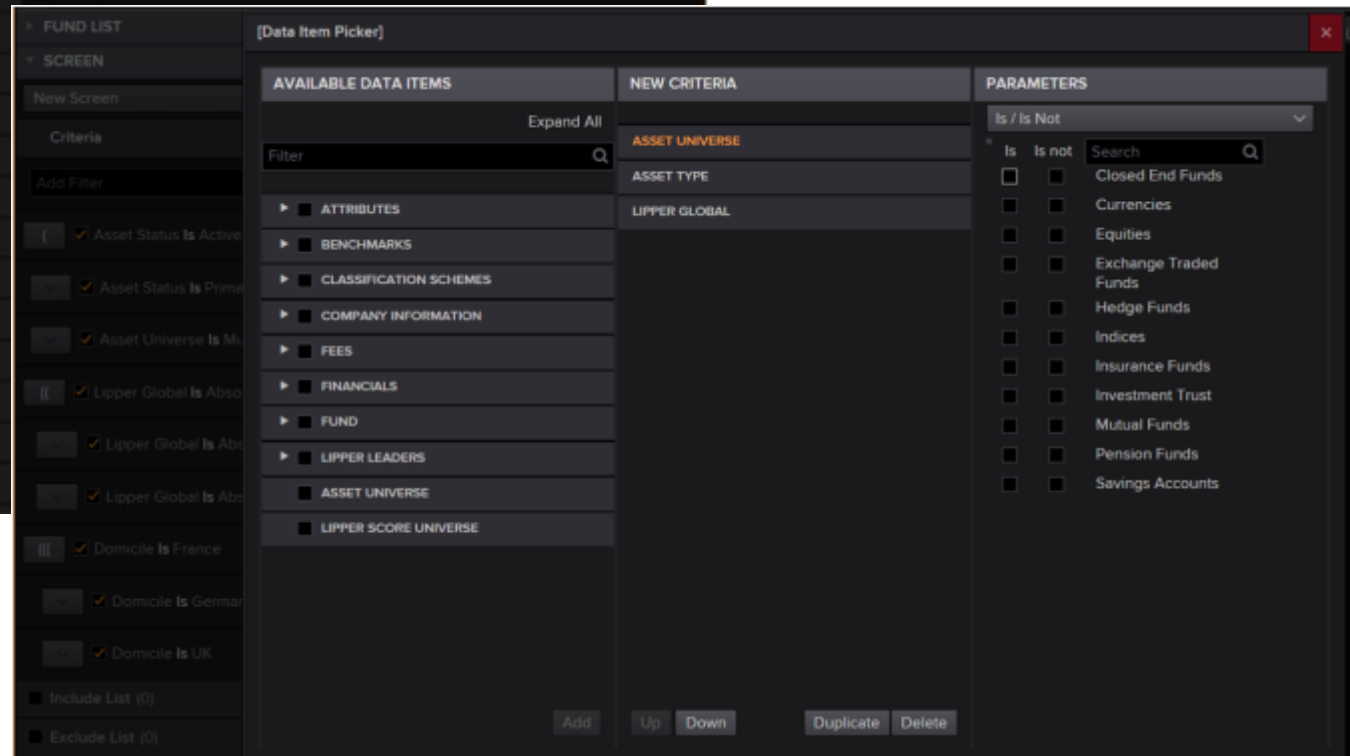 FUND LIST
SCREEN
New Screen
Criteria
Add Filter
( Asset Status Is Active
Asset Status Is Prima
Asset Universe Is Mu
(( Lipper Global Is Abso
Lipper Global Is Abs
Lipper Global Is Abs
((( Domicile Is France
Domicile Is German
Domicile Is UK
Include List (0)
Exclude List (0)
[Data Item Picker]
AVAILABLE DATA ITEMS
Expand All
Filter
ATTRIBUTES
BENCHMARKS
CLASSIFICATION SCHEMES
COMPANY INFORMATION
FEES
FINANCIALS
FUND
LIPPER LEADERS
ASSET UNIVERSE
LIPPER SCORE UNIVERSE
Add
NEW CRITERIA
ASSET UNIVERSE
ASSET TYPE
LIPPER GLOBAL
Up Down Duplicate Delete
PARAMETERS
Is / Is Not
Is Is not Search
Closed End Funds
Currencies
Equities
Exchange Traded
Funds
Hedge Funds
Indices
Insurance Funds
Investment Trust
Mutual Funds
Pension Funds
Savings Accounts